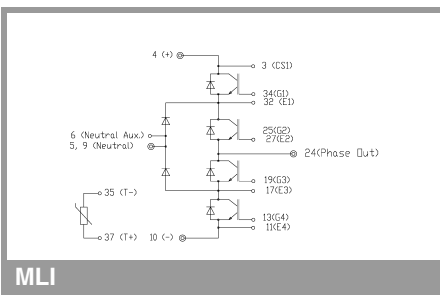 4 (+)
3 (CS1)
34(G1)
32 (E1)
6 (Neutral Aux.)
5, 9 (Neutral)
25(G2)
27(E2)
24(Phase Out)
19(G3)
17(E3)
35 (T-)
13(G4)
11(E4)
37 (T+)
10 (-)
MLI